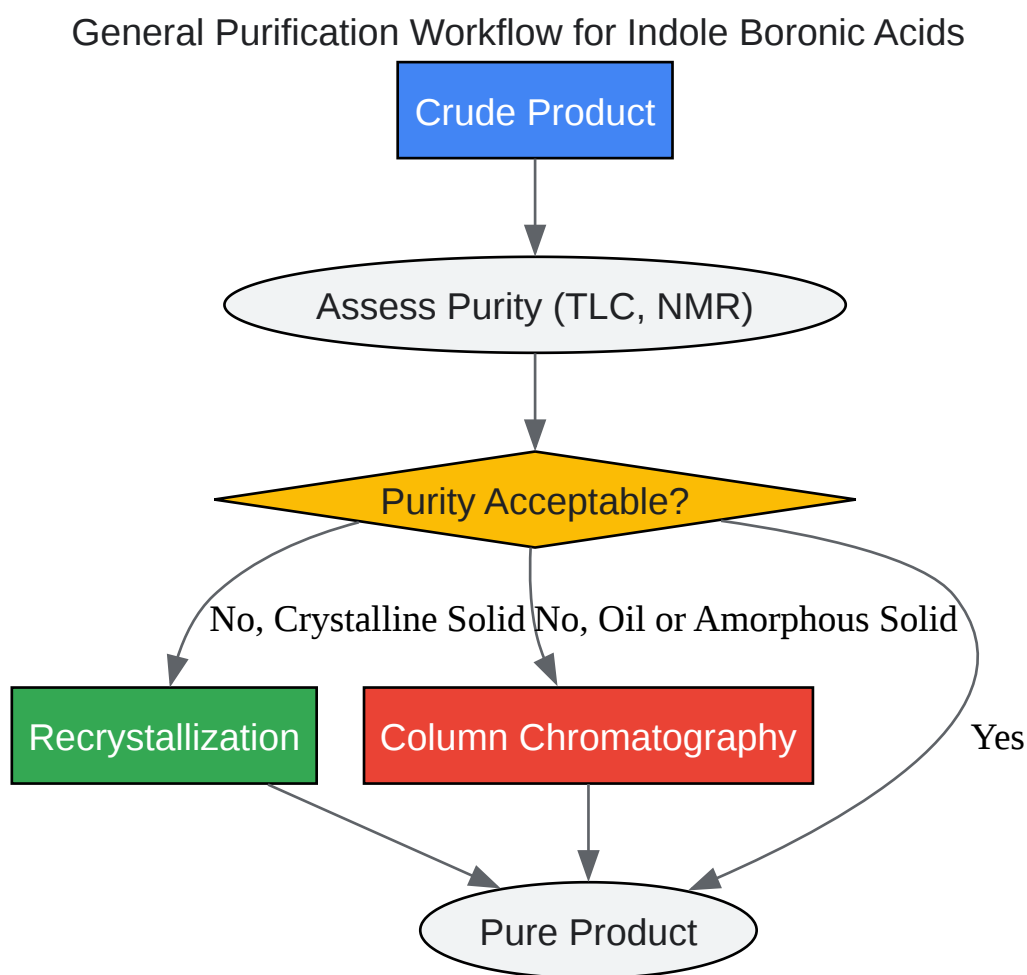 General Purification Workflow for Indole Boronic Acids
Crude Product
Assess Purity (TLC, NMR)
Purity Acceptable?
No, Crystalline Solid
No, Oil or Amorphous Solid
Recrystallization
Column Chromatography
Yes
Pure Product